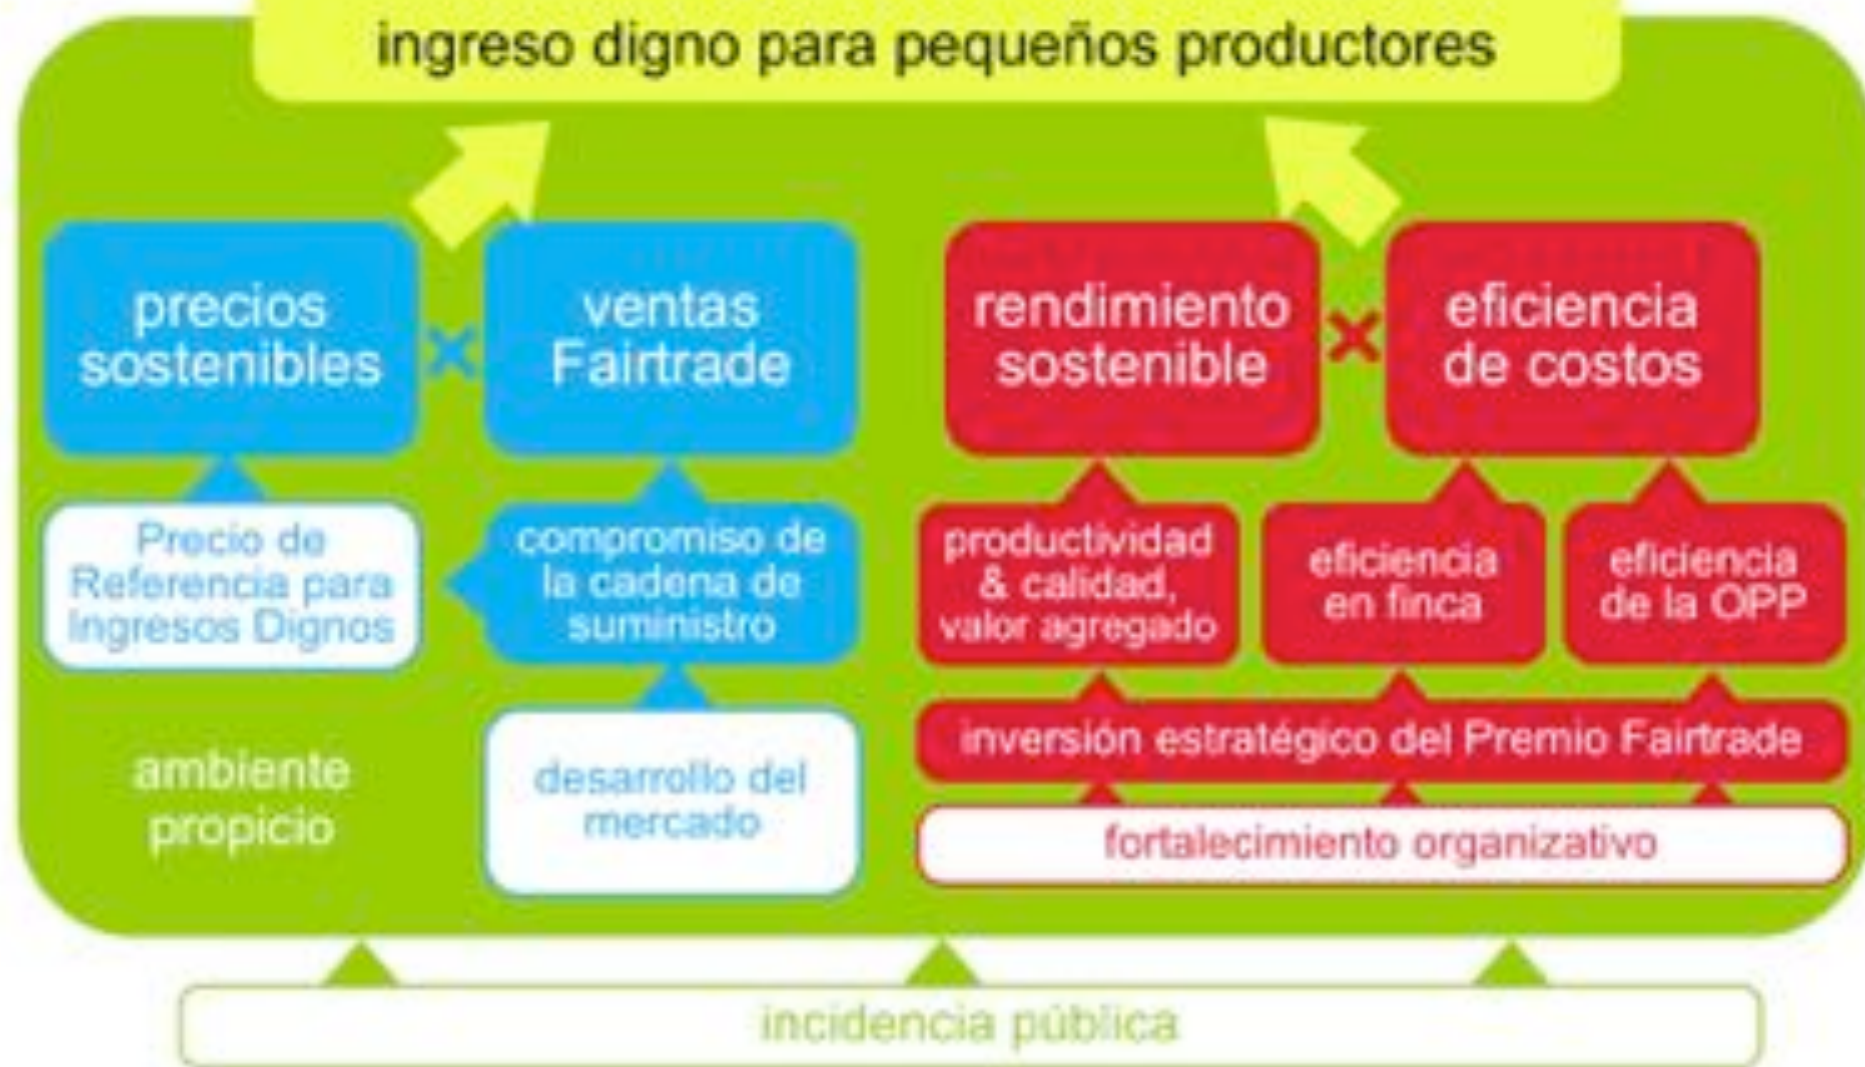 ingreso digno para pequeños productores
precios
sostenibles
×
ventas
Fairtrade
rendimiento
sostenible
×
eficiencia
de costos
Precio de
Referencia para
Ingresos Dignos
compromiso de
la cadena de
suministro
productividad
& calidad,
valor agregado
eficiencia
en finca
eficiencia
de la OPP
inversión estratégico del Premio Fairtrade
ambiente
propicio
desarrollo del
mercado
fortalecimiento organizativo
incidencia pública